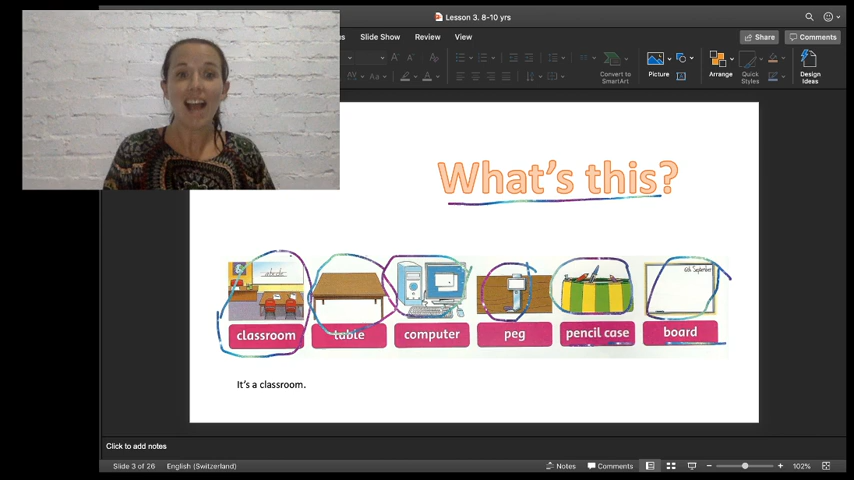 Lesson 3. 8-10 yrs
Slide Show Review View
Share Comments
Convert to
SmartArt
Picture
Arrange
Quick
Styles
Design
Ideas
What's this?
abcde
6th September
classroom table computer peg pencil case board
It's a classroom.
Click to add notes
Slide 3 of 26 English (Switzerland) Notes Comments 102%